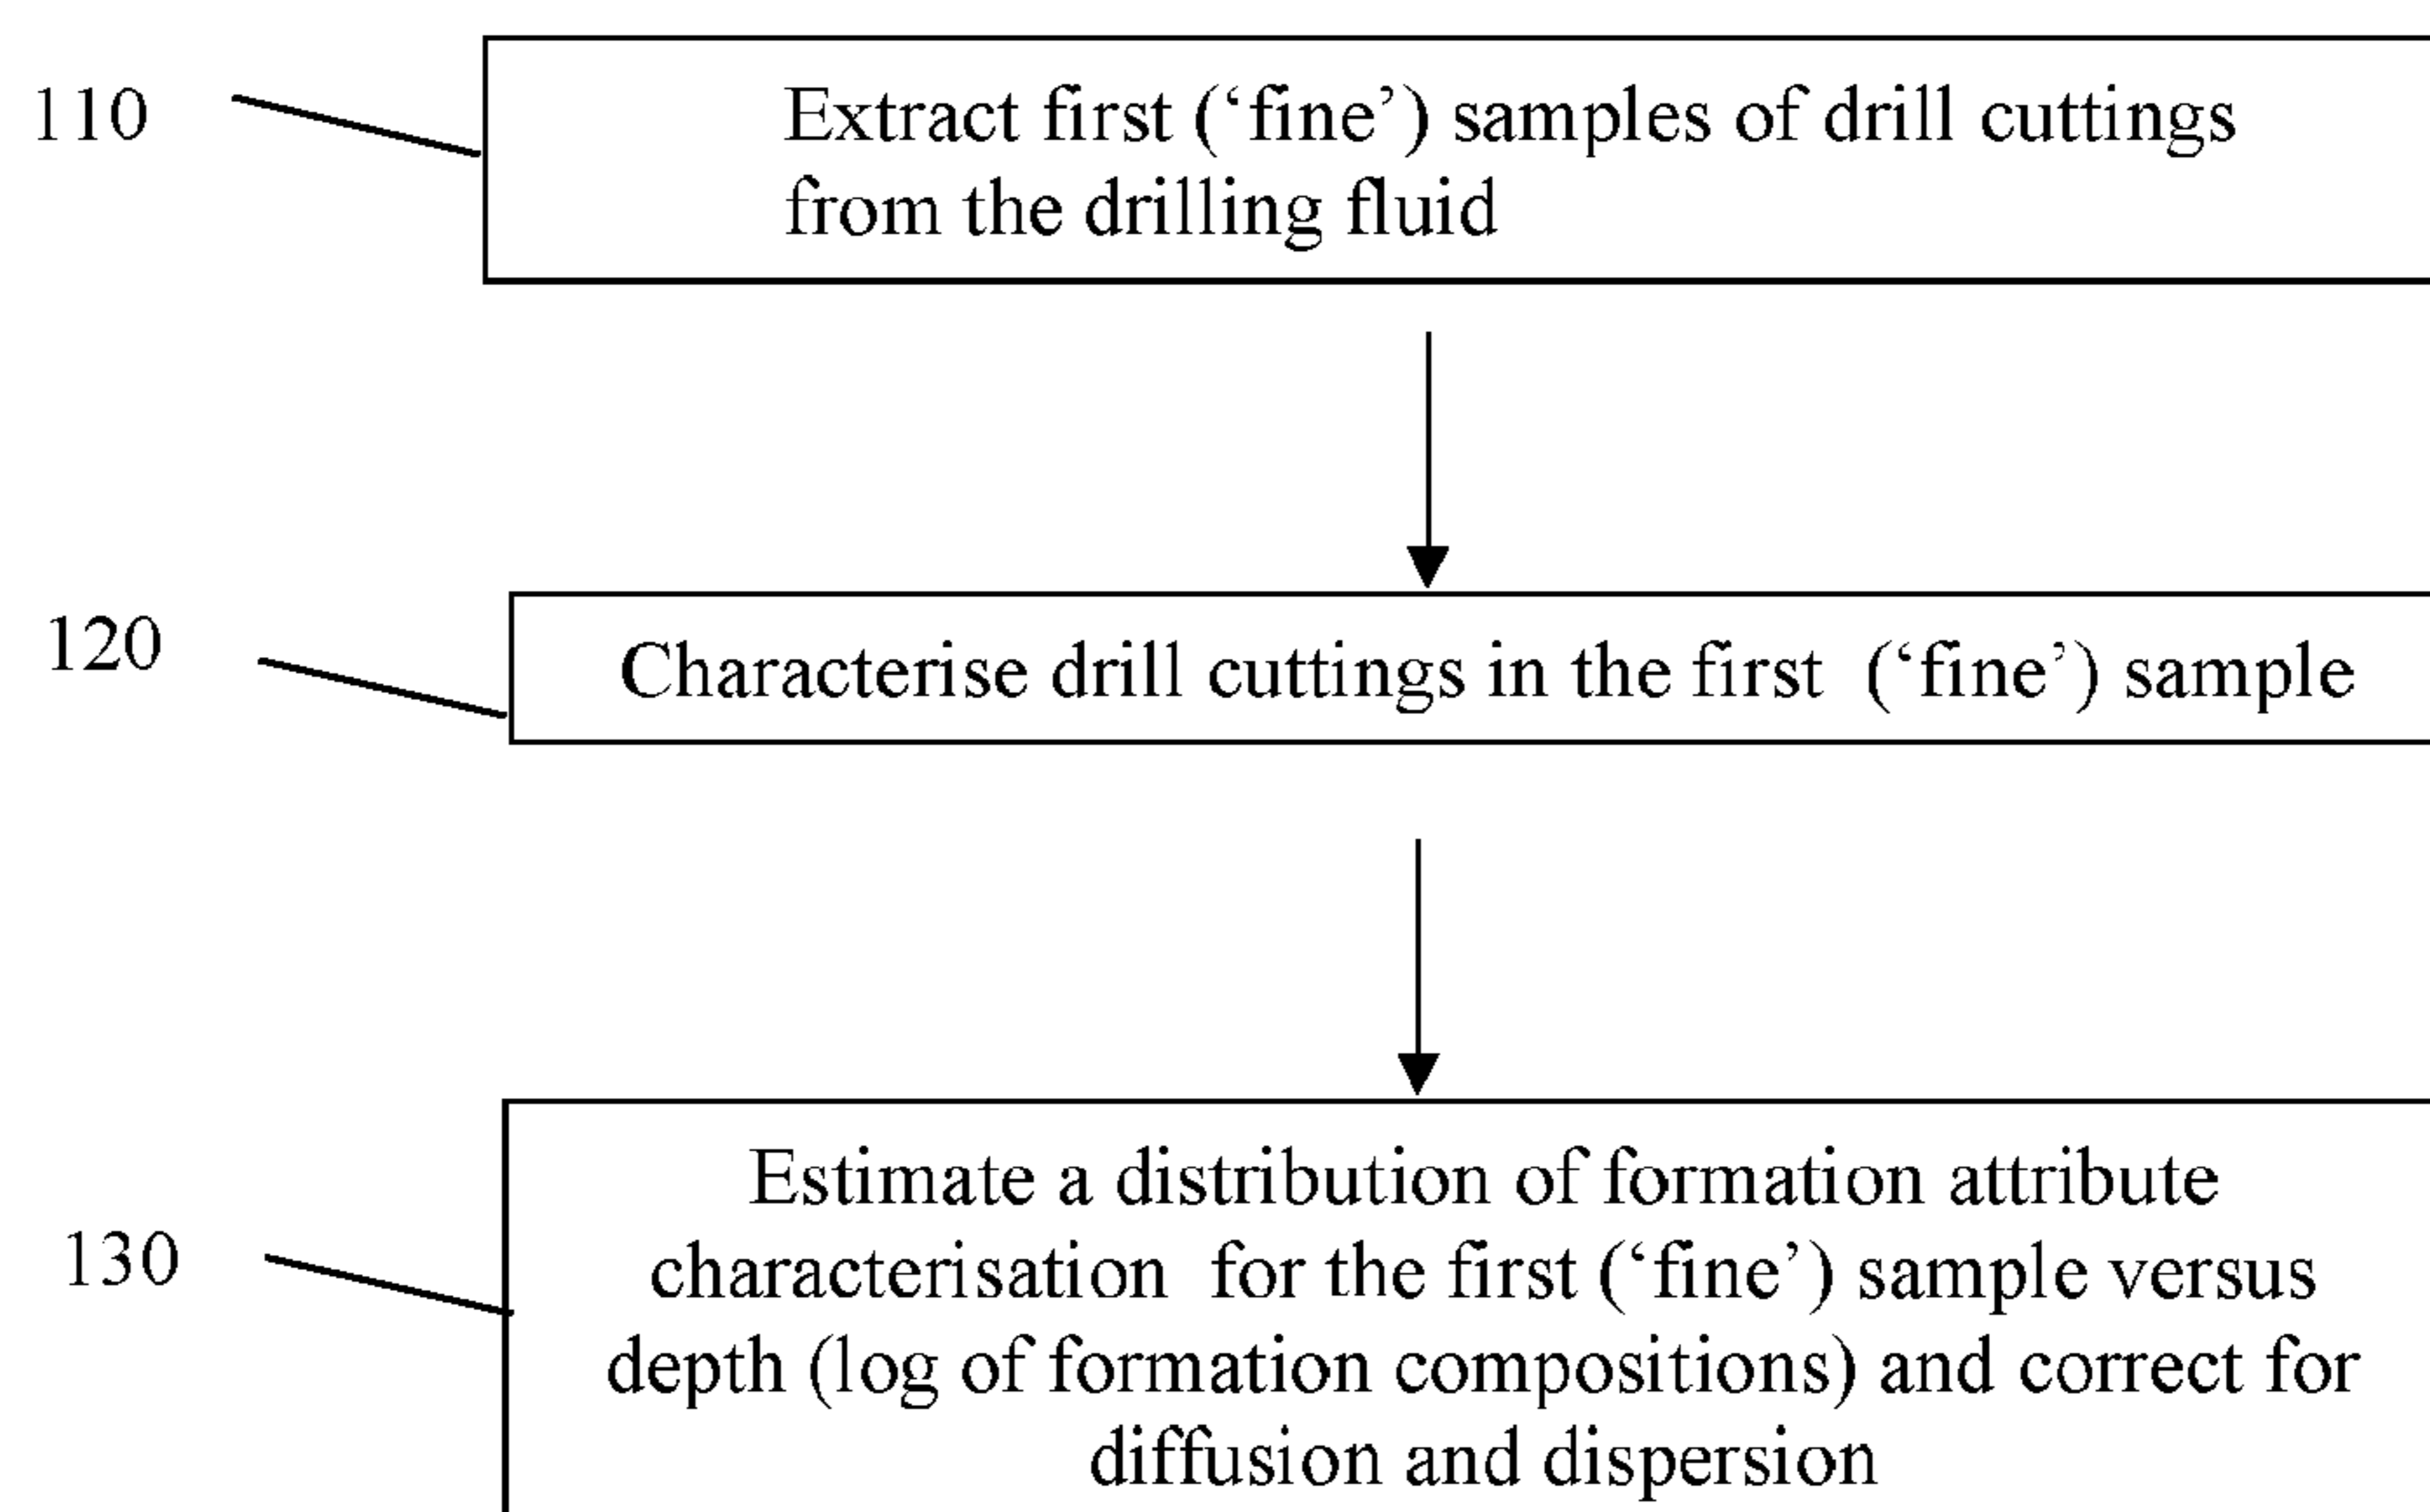 110
Extract first (‘fine’) samples of drill cuttings
from the drilling fluid
120
Characterise drill cuttings in the first (‘fine’) sample
130
Estimate a distribution of formation attribute
characterisation for the first (‘fine’) sample versus
depth (log of formation compositions) and correct for
diffusion and dispersion